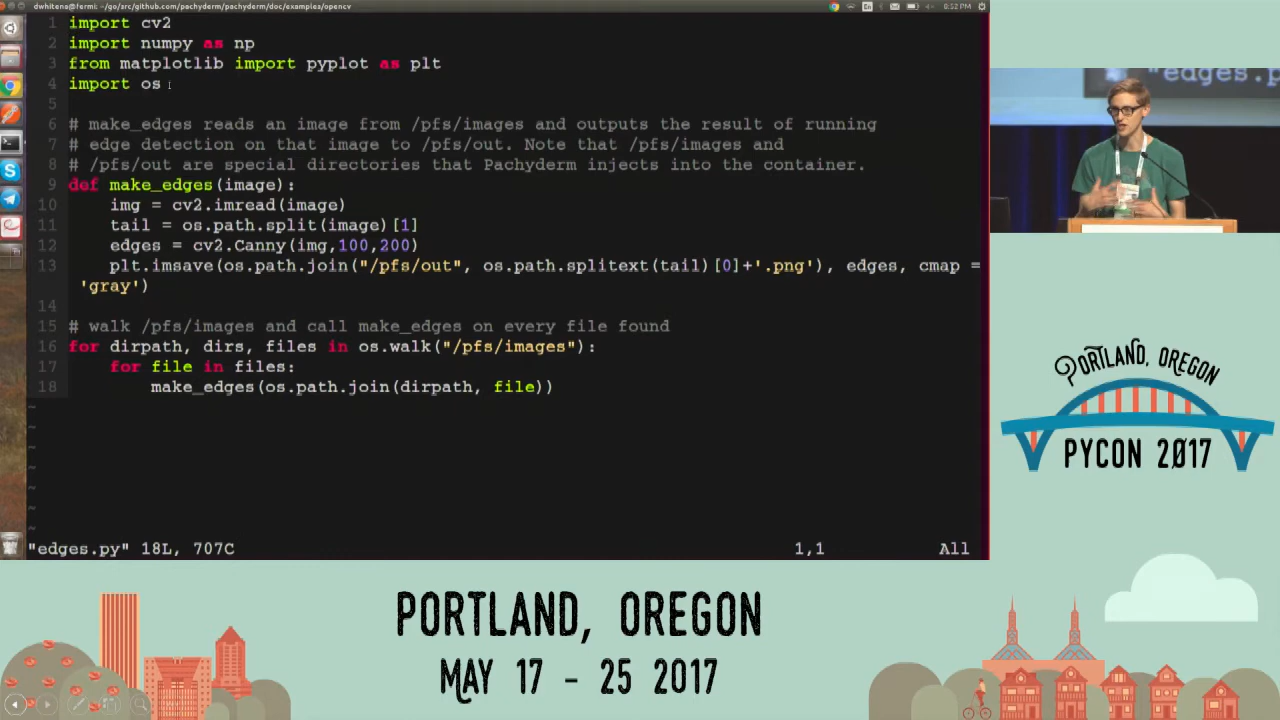 dwhitena@fermi: ~/go/src/github.com/pachyderm/pachyderm/doc/examples/opencv
En
8:52 PM
1 import cv2
2 import numpy as np
3 from matplotlib import pyplot as plt
4 import os
5
6 # make_edges reads an image from /pfs/images and outputs the result of running
7 # edge detection on that image to /pfs/out. Note that /pfs/images and
8 # /pfs/out are special directories that Pachyderm injects into the container.
9 def make_edges(image):
10 img = cv2.imread(image)
11 tail = os.path.split(image)[1]
12 edges = cv2.Canny(img,100,200)
13 plt.imsave(os.path.join("/pfs/out", os.path.splitext(tail)[0]+'.png'), edges, cmap =
'gray')
14
15 # walk /pfs/images and call make_edges on every file found
16 for dirpath, dirs, files in os.walk("/pfs/images"):
17 for file in files:
18 make_edges(os.path.join(dirpath, file))
~
~
~
~
~
~
~
"edges.py" 18L, 707C 1,1 All
"edges.p
PORTLAND, OREGON
PYCON 2017
PORTLAND, OREGON
MAY 17 - 25 2017